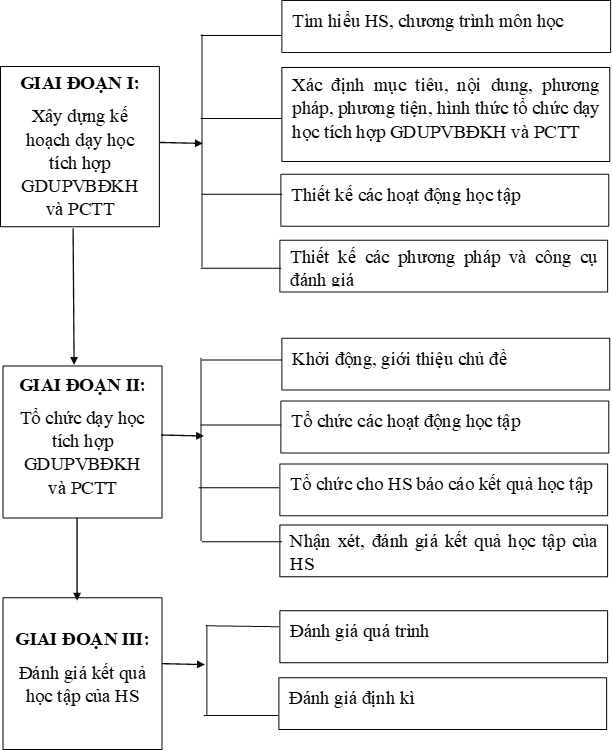 GIAI ĐOẠN I:
Xây dựng kế
hoạch dạy học
tích hợp
GDUPVBĐKH
và PCTT
Tìm hiểu HS, chương trình môn học
Xác định mục tiêu, nội dung, phương
pháp, phương tiện, hình thức tổ chức dạy
học tích hợp GDUPVBĐKH và PCTT
Thiết kế các hoạt động học tập
Thiết kế các phương pháp và công cụ
đánh giá
GIAI ĐOẠN II:
Tổ chức dạy học
tích hợp
GDUPVBĐKH
và PCTT
Khởi động, giới thiệu chủ đề
Tổ chức các hoạt động học tập
Tổ chức cho HS báo cáo kết quả học tập
Nhận xét, đánh giá kết quả học tập của
HS
GIAI ĐOẠN III:
Đánh giá kết quả
học tập của HS
Đánh giá quá trình
Đánh giá định kì